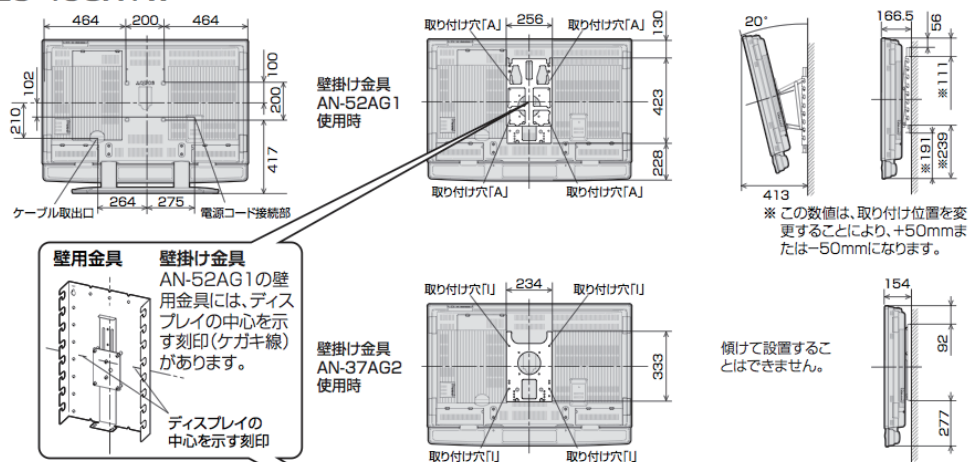 464
200
464
100
200
102
210
417
ケーブル取出口
264
275
電源コード接続部
壁掛け金具
AN-52AG1
使用時
取り付け穴「A」
256
取り付け穴「A」
130
423
228
取り付け穴「A」
取り付け穴「A」
20°
413
166.5
56
※111
※191
※239
※ この数値は、取り付け位置を変
更することにより、+50mmま
たは−50mmになります。
壁用金具
壁掛け金具
AN-52AG1の壁
用金具には、ディス
プレイの中心を示
す刻印(ケガキ線)
があります。
ディスプレイの
中心を示す刻印
壁掛け金具
AN-37AG2
使用時
取り付け穴「I」
234
取り付け穴「I」
333
取り付け穴「I」
取り付け穴「I」
傾けて設置するこ
とはできません。
154
92
277